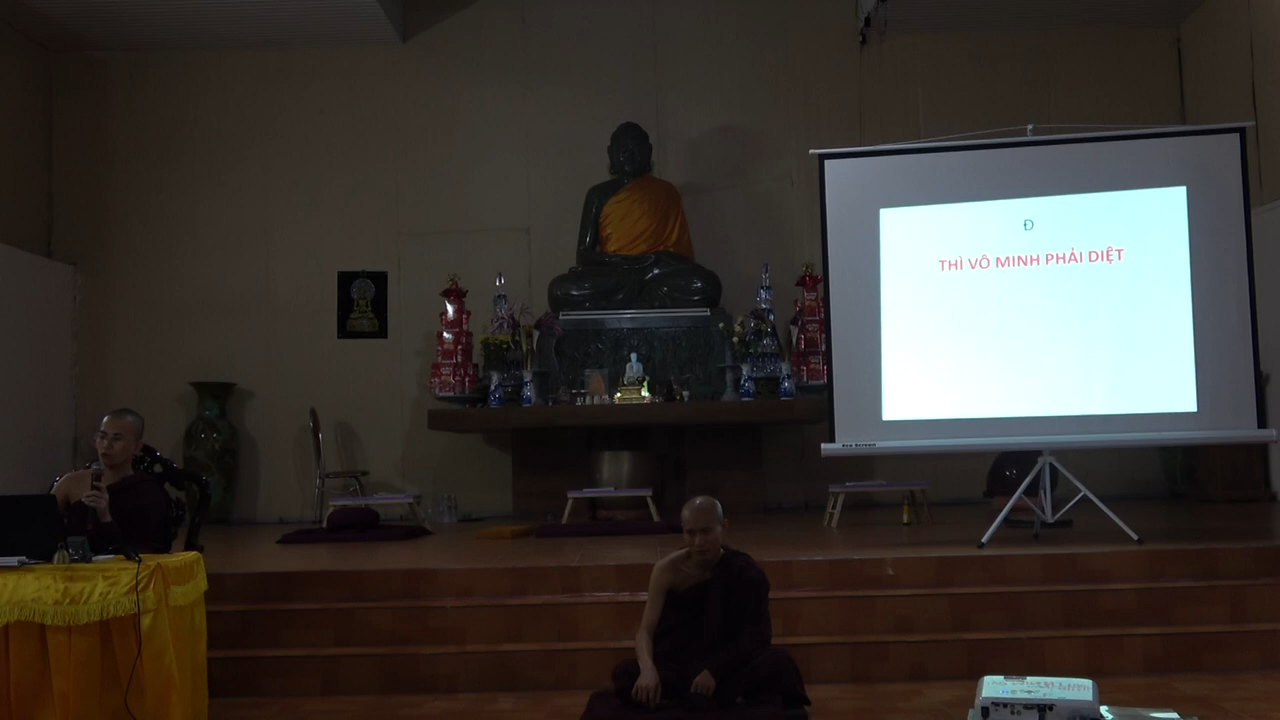 Đ
THÌ VÔ MINH PHẢI DIỆT